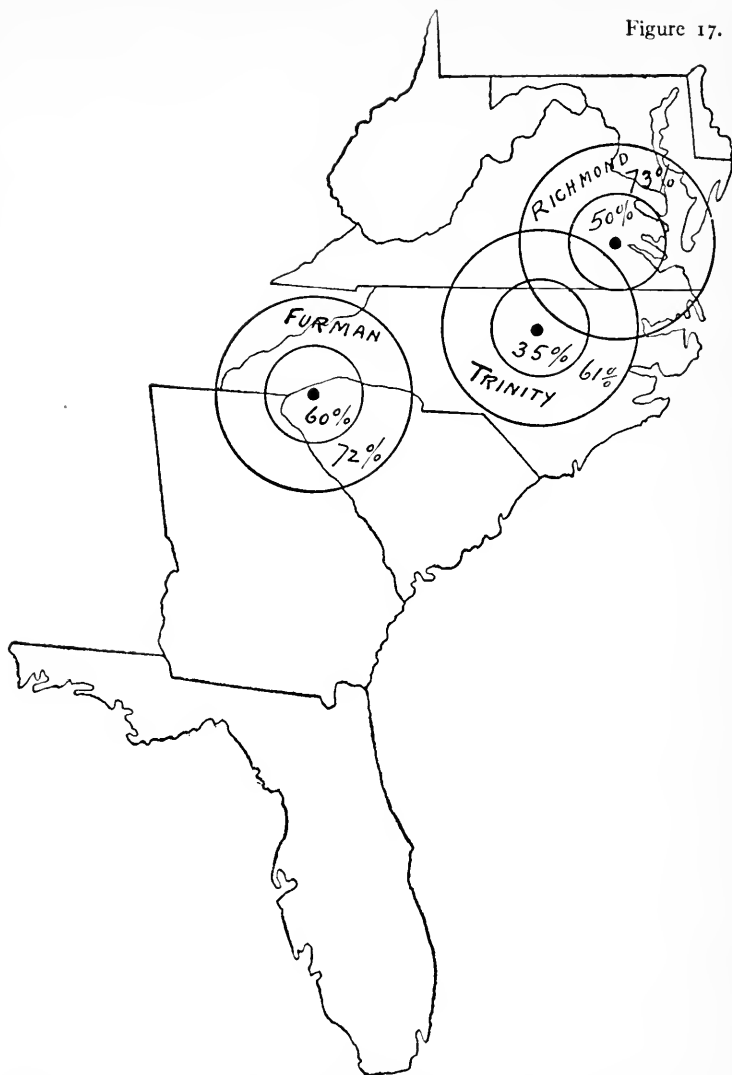 Figure 17.
RICHMOND
73%
50%
FURMAN
60%
72%
35%
61%
TRINITY